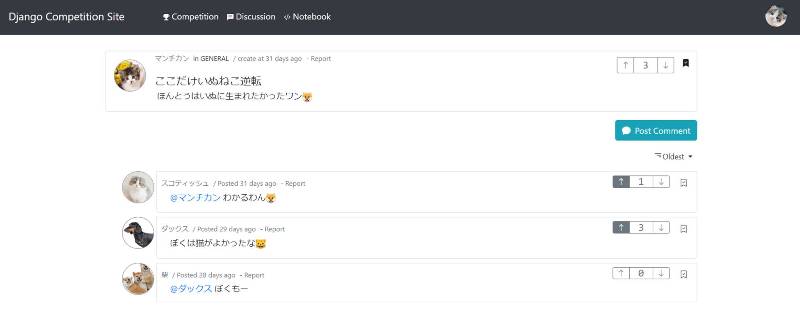 Django Competition Site
Competition Discussion Notebook
マンチカン in GENERAL / create at 31 days ago - Report
3
ここだけいぬねこ逆転
ほんとうはいぬに生まれたかったワン🐶
Post Comment
Oldest
スコティッシュ / Posted 31 days ago - Report
1
@マンチカン わかるわん🐶
ダックス / Posted 29 days ago - Report
3
ぼくは猫がよかったな🐱
柴 / Posted 28 days ago - Report
0
@ダックス ぼくもー